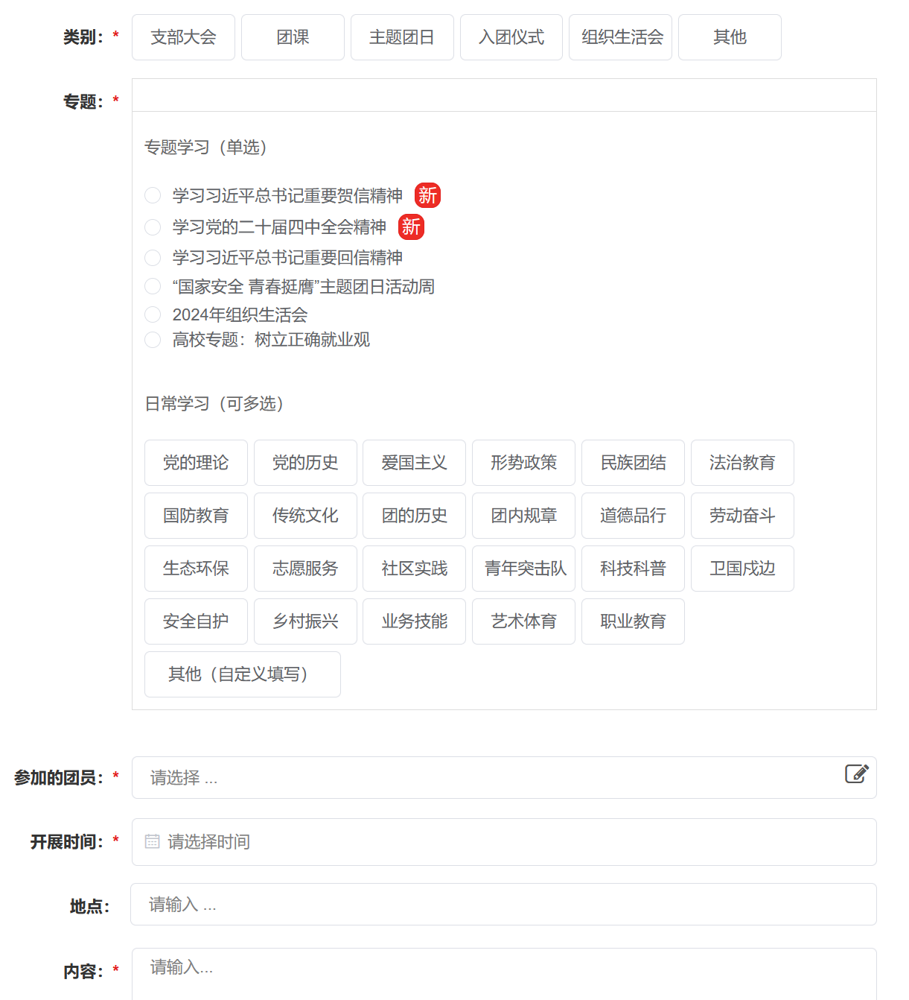 类别：* 支部大会 团课 主题团日 入团仪式 组织生活会 其他
专题：*
专题学习（单选）
学习习近平总书记重要贺信精神 新
学习党的二十届四中全会精神 新
学习习近平总书记重要回信精神
“国家安全 青春挺膺”主题团日活动周
2024年组织生活会
高校专题：树立正确就业观
日常学习（可多选）
党的理论 党的历史 爱国主义 形势政策 民族团结 法治教育
国防教育 传统文化 团的历史 团内规章 道德品行 劳动奋斗
生态环保 志愿服务 社区实践 青年突击队 科技科普 卫国戍边
安全自护 乡村振兴 业务技能 艺术体育 职业教育
其他（自定义填写）
参加的团员：* 请选择 ...
开展时间：* 请选择时间
地点： 请输入 ...
内容：* 请输入...